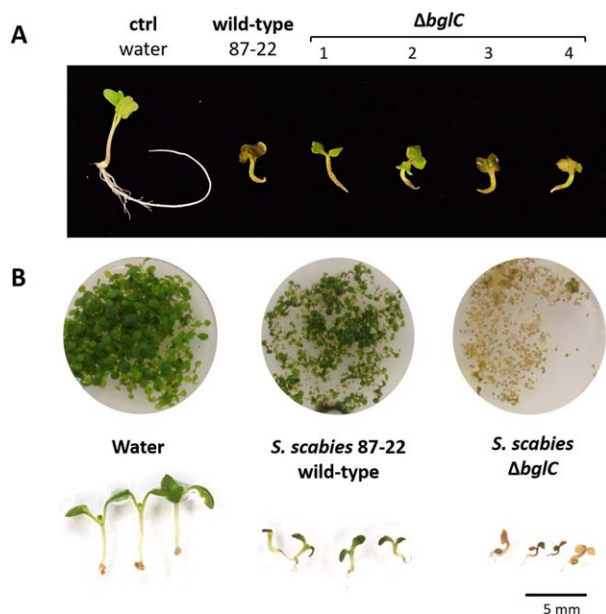 A
ctrl
water
wild-type
87-22
ΔbglC
1 2 3 4
B
Water
S. scabies 87-22
wild-type
S. scabies
ΔbglC
5 mm